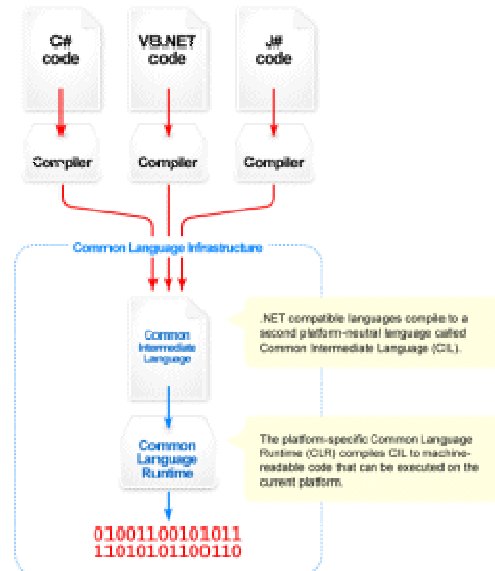 C#
code
VB.NET
code
J#
code
Compiler
Compiler
Compiler
Common Language Infrastructure
Common
Intermediate
Language
.NET compatible languages compile to a
second platform-neutral language called
Common Intermediate Language (CIL).
Common
Language
Runtime
The platform-specific Common Language
Runtime (CLR) compiles CIL to machine-
readable code that can be executed on the
current platform.
01001100101011
11010101100110